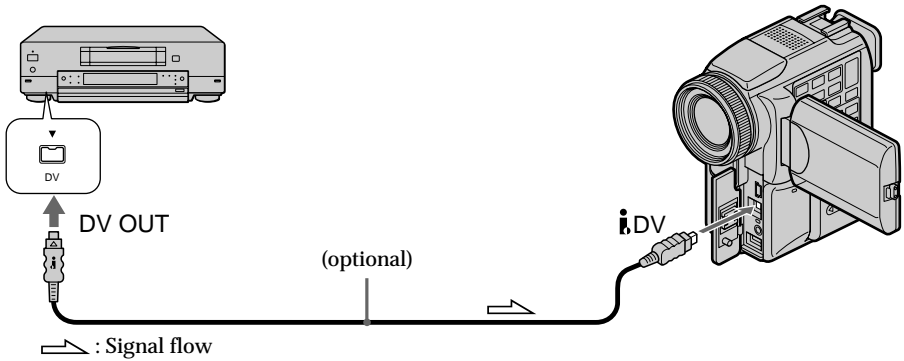 DV
DV OUT
i DV
(optional)
: Signal flow